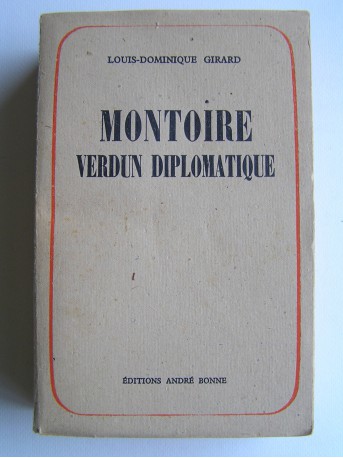 LOUIS-DOMINIQUE GIRARD
MONTOIRE
VERDUN DIPLOMATIQUE
ÉDITIONS ANDRÉ BONNE